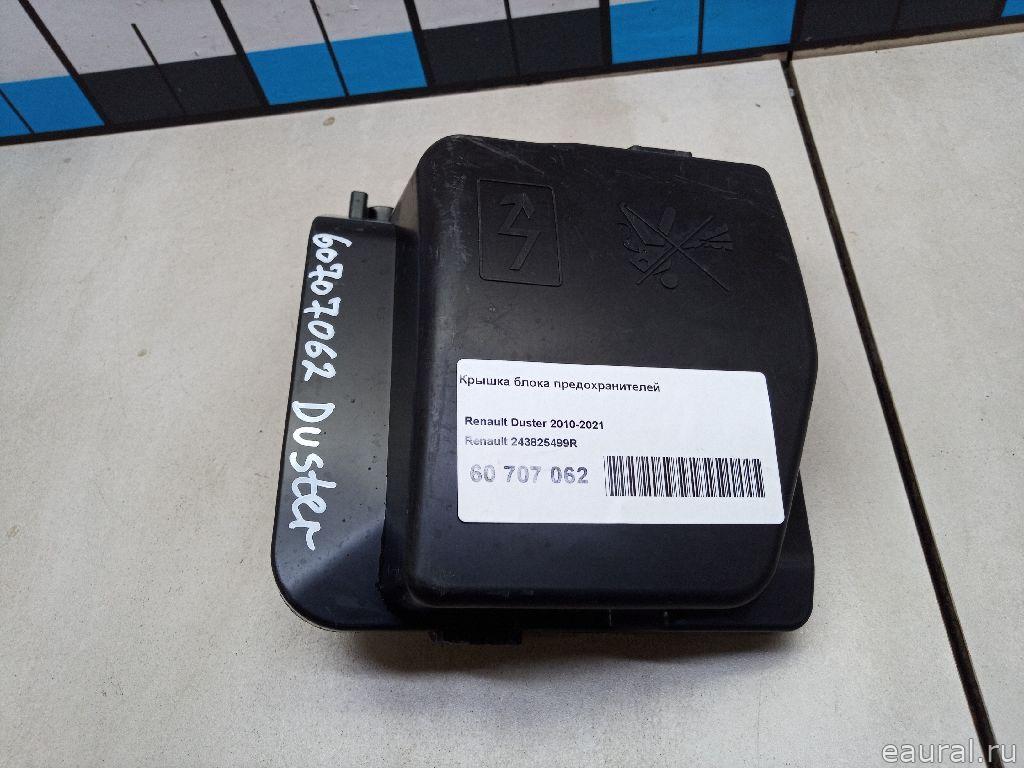 60707062 Duster
Крышка блока предохранителей
Renault Duster 2010-2021
Renault 243825499R
60 707 062
eaural.ru